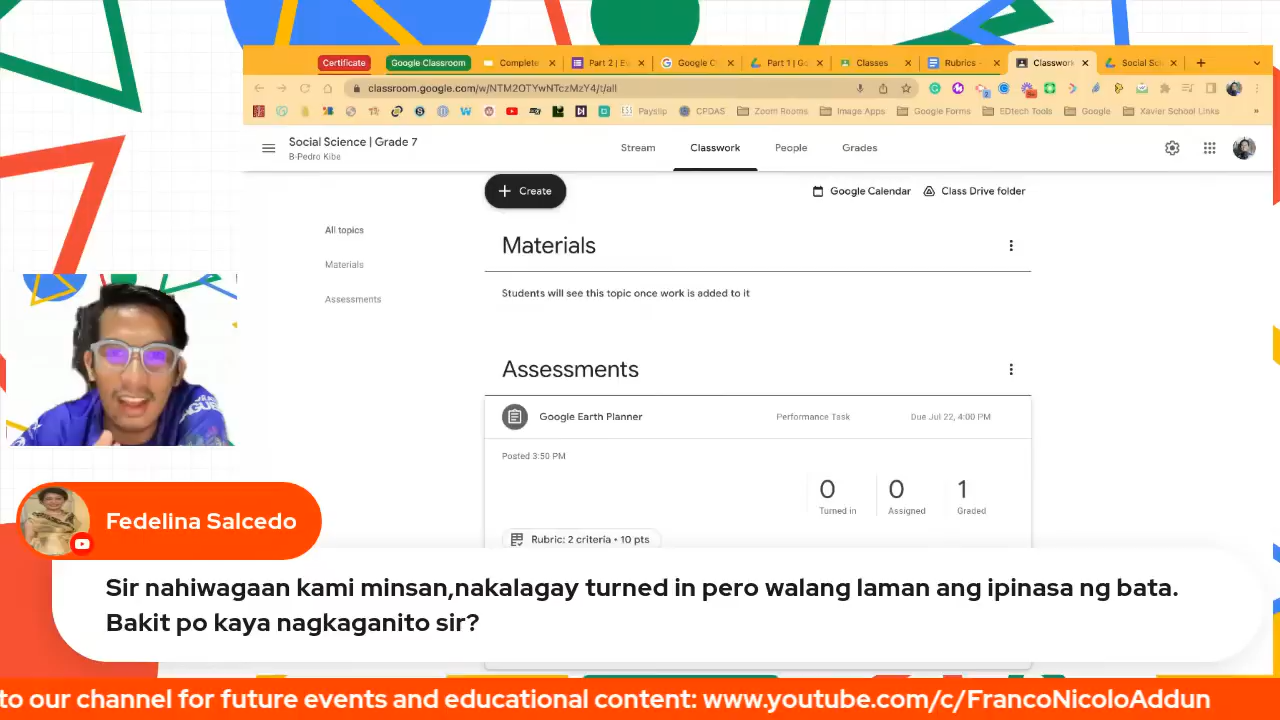 Certificate
Google Classroom
Complete
Part 2 | E
Google C
Part 1 | G
Classes
Rubrics -
Classwork
Social Sc
classroom.google.com/w/NTM2OTYwNTczMzY4/t/all
Payslip
CPDAS
Zoom Rooms
Image Apps
Google Forms
EDtech Tools
Google
Xavier School Links
Social Science | Grade 7
B-Pedro Kibe
Stream
Classwork
People
Grades
Create
Google Calendar
Class Drive folder
All topics
Materials
Assessments
Materials
Students will see this topic once work is added to it
Assessments
Google Earth Planner
Performance Task
Due Jul 22, 4:00 PM
Posted 3:50 PM
0
Turned in
0
Assigned
1
Graded
Rubric: 2 criteria • 10 pts
Fedelina Salcedo
Sir nahiwagaan kami minsan,nakalagay turned in pero walang laman ang ipinasa ng bata.
Bakit po kaya nagkaganito sir?
to our channel for future events and educational content: www.youtube.com/c/FrancoNicoloAddun